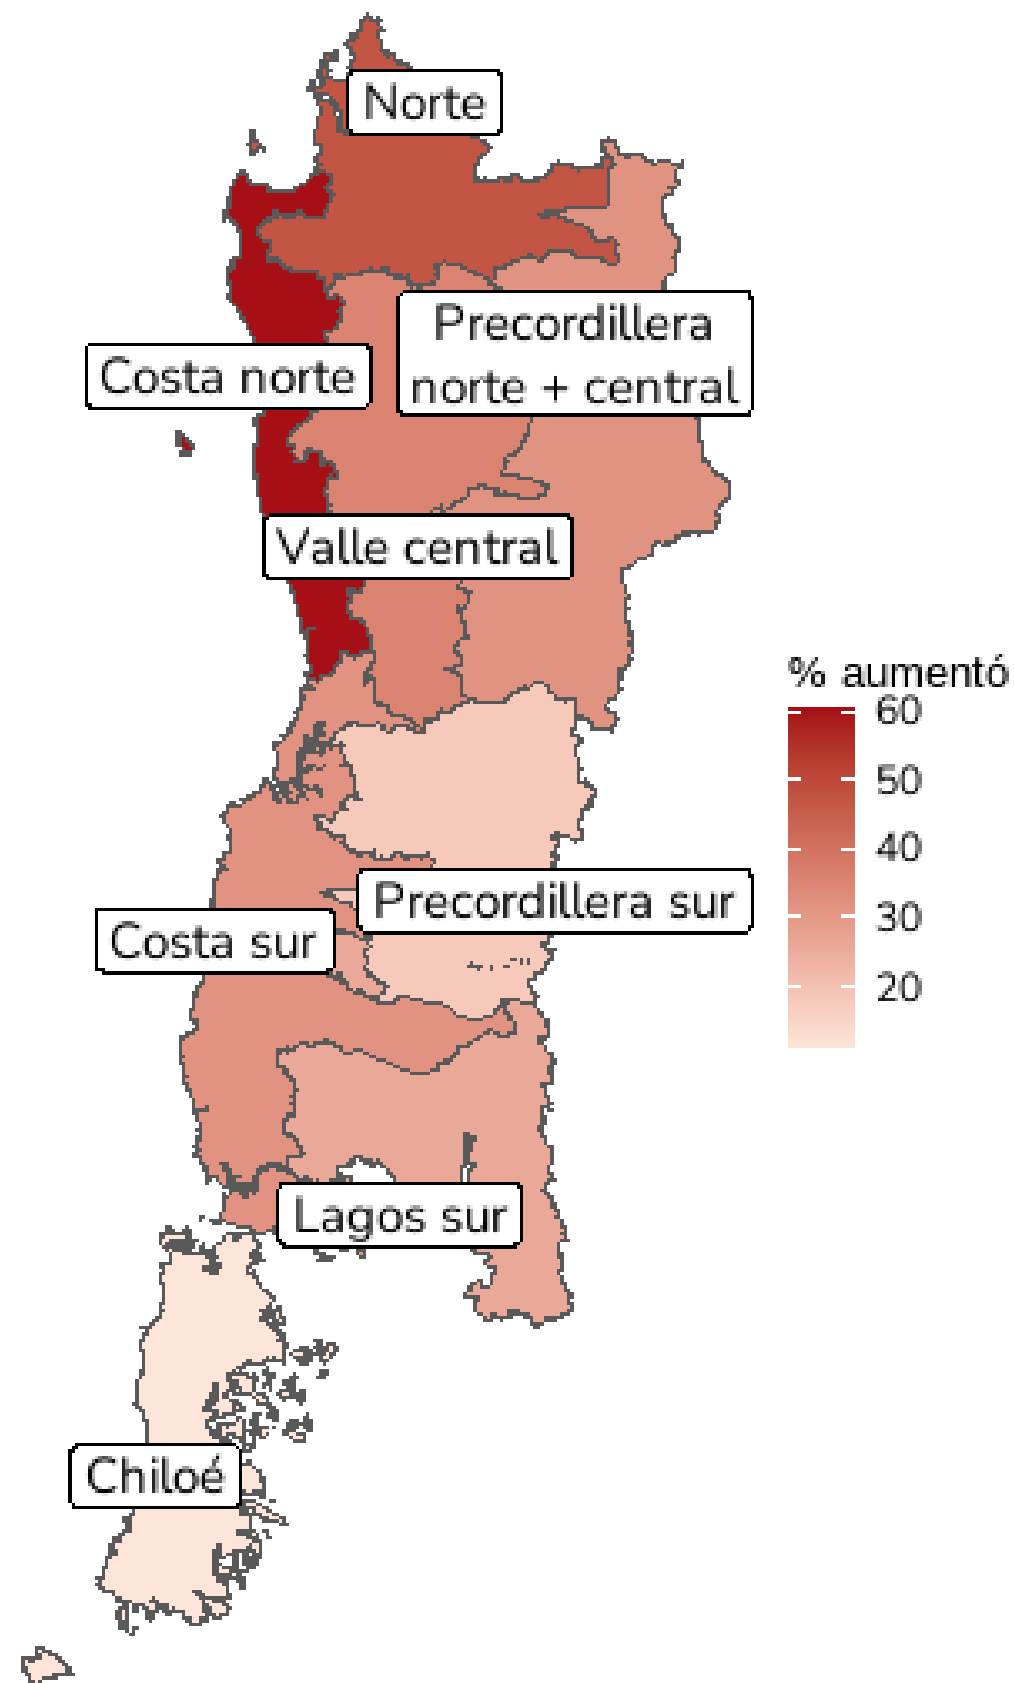 Norte
Precordillera
norte + central
Costa norte
Valle central
% aumentó
60
50
40
30
20
Precordillera sur
Costa sur
Lagos sur
Chiloé